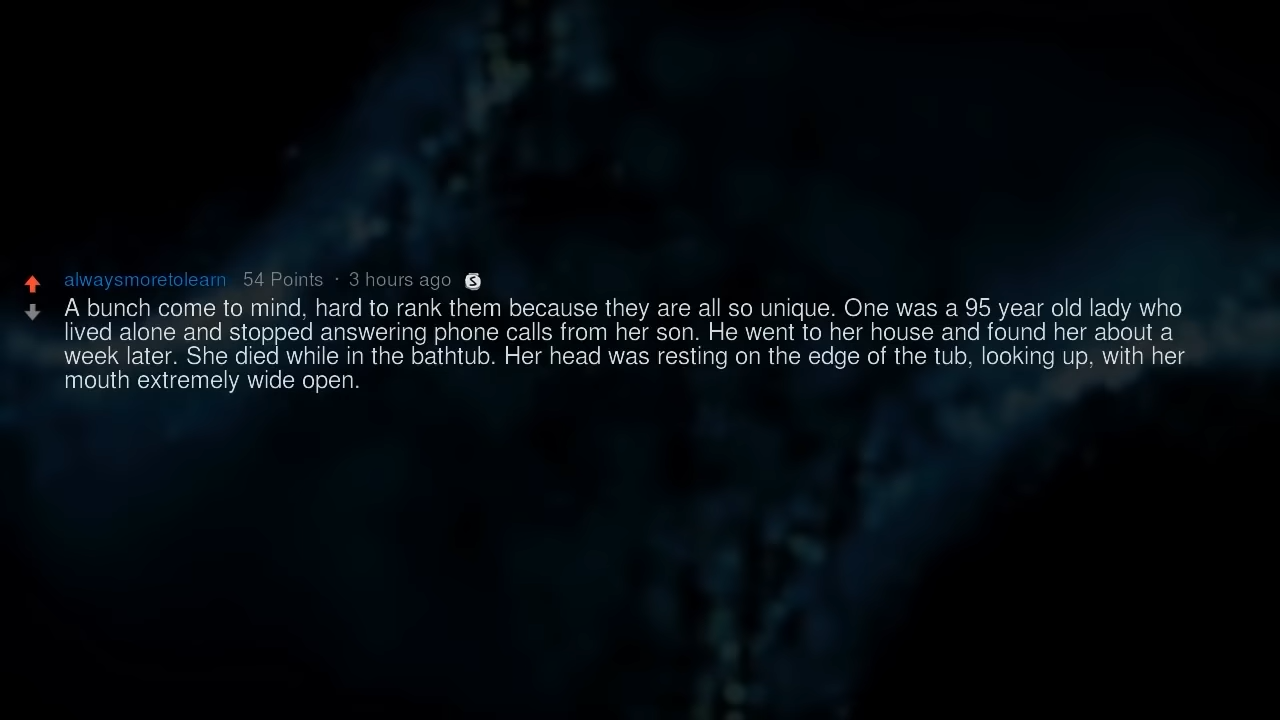 alwaysmoretolearn 54 Points · 3 hours ago S
A bunch come to mind, hard to rank them because they are all so unique. One was a 95 year old lady who
lived alone and stopped answering phone calls from her son. He went to her house and found her about a
week later. She died while in the bathtub. Her head was resting on the edge of the tub, looking up, with her
mouth extremely wide open.